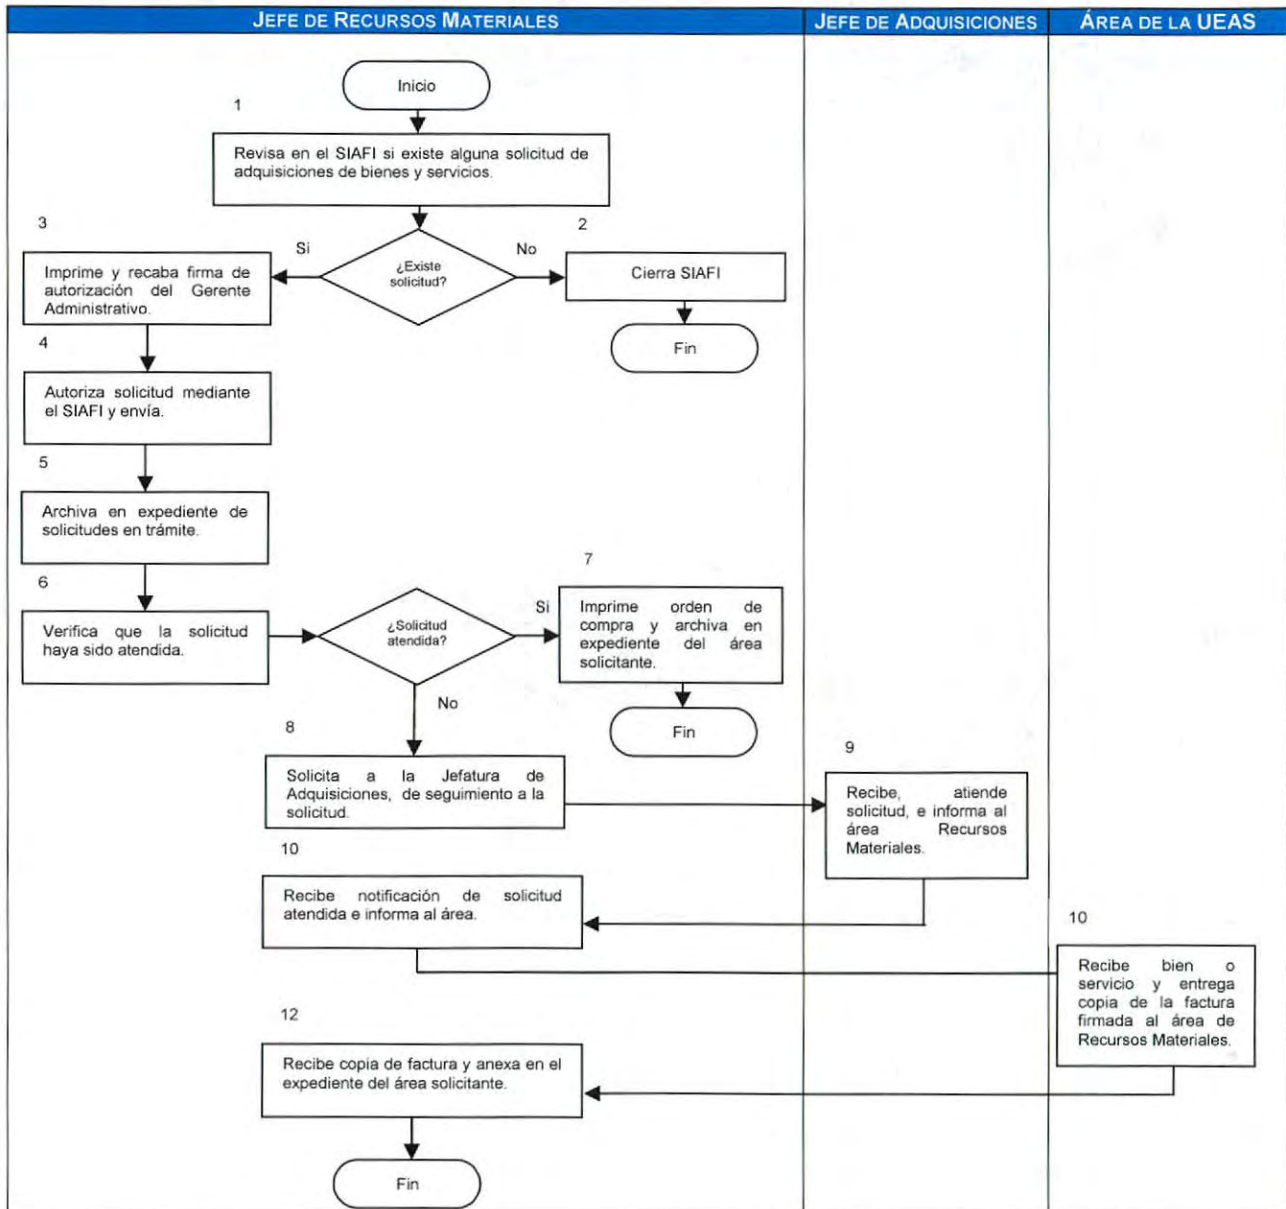 JEFE DE RECURSOS MATERIALES
JEFE DE ADQUISICIONES
ÁREA DE LA UEAS
Inicio
1
Revisa en el SIAFI si existe alguna solicitud de
adquisiciones de bienes y servicios.
3
Si
¿Existe
solicitud?
No
2
Imprime y recaba firma de
autorización del Gerente
Administrativo.
Cierra SIAFI
Fin
4
Autoriza solicitud mediante
el SIAFI y envía.
5
Archiva en expediente de
solicitudes en trámite.
6
Verifica que la solicitud
haya sido atendida.
¿Solicitud
atendida?
Si
7
Imprime orden de
compra y archiva en
expediente del área
solicitante.
No
Fin
8
Solicita a la Jefatura de
Adquisiciones, de seguimiento a la
solicitud.
9
Recibe, atiende
solicitud, e informa al
área Recursos
Materiales.
10
Recibe notificación de solicitud
atendida e informa al área.
10
Recibe bien o
servicio y entrega
copia de la factura
firmada al área de
Recursos Materiales.
12
Recibe copia de factura y anexa en el
expediente del área solicitante.
Fin